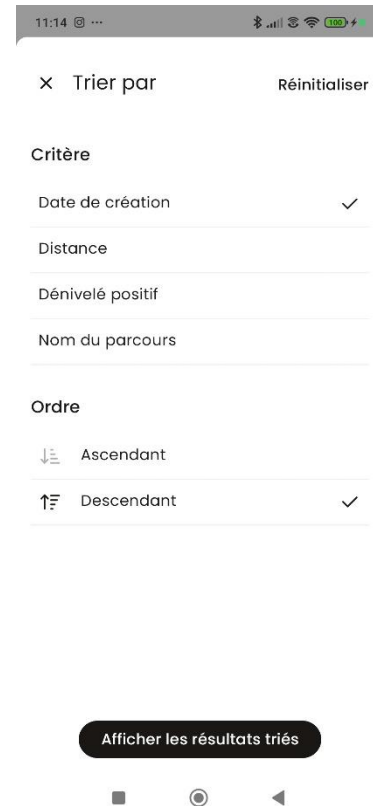 11:14
100
Trier par
Réinitialiser
Critère
Date de création
Distance
Dénivelé positif
Nom du parcours
Ordre
Ascendant
Descendant
Afficher les résultats triés